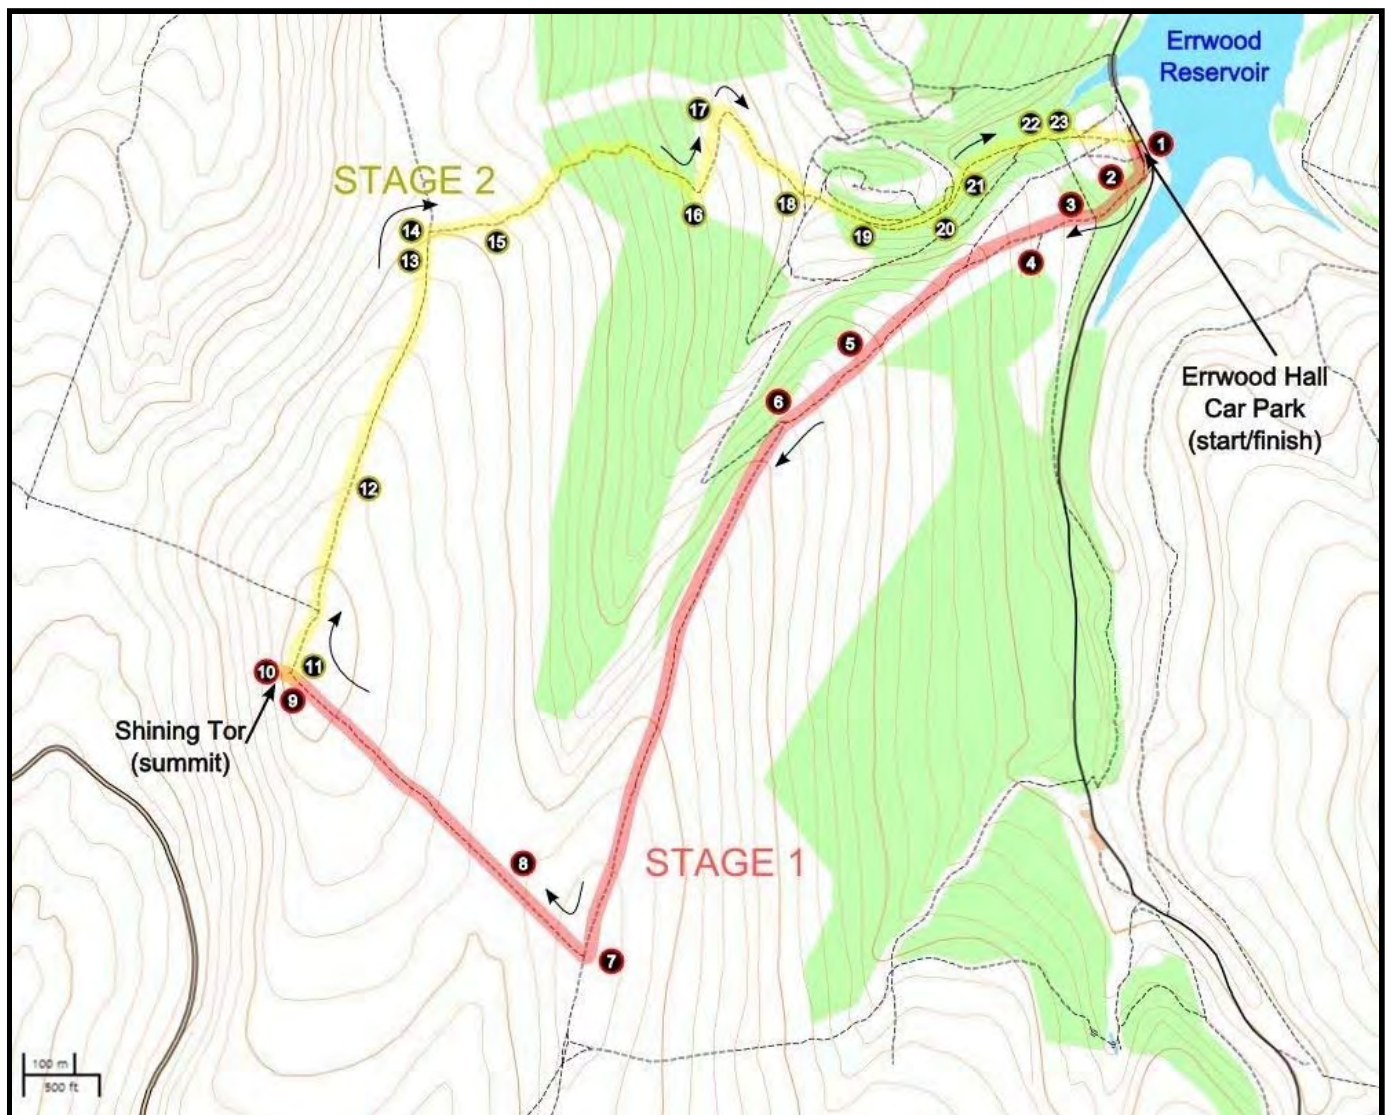 Errwood
Reservoir
17
22
23
1
2
STAGE 2
21
3
16
18
14
15
19
20
13
4
5
Errwood Hall
Car Park
(start/finish)
6
12
10
11
9
Shining Tor
(summit)
8
STAGE 1
7
100 m
500 ft